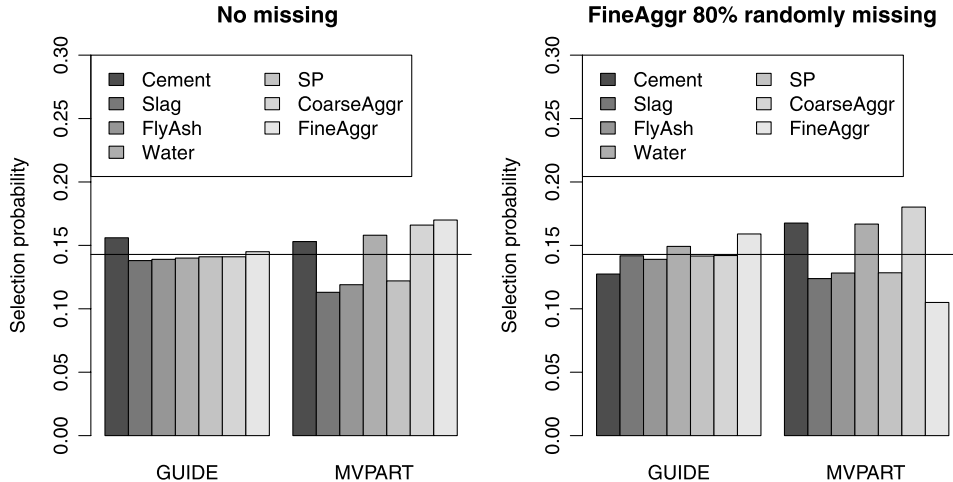 No missing
Selection probability
0.00 0.05 0.10 0.15 0.20 0.25 0.30
Cement
Slag
FlyAsh
Water
SP
CoarseAggr
FineAggr
GUIDE MVPART
FineAggr 80% randomly missing
Selection probability
0.00 0.05 0.10 0.15 0.20 0.25 0.30
Cement
Slag
FlyAsh
Water
SP
CoarseAggr
FineAggr
GUIDE MVPART